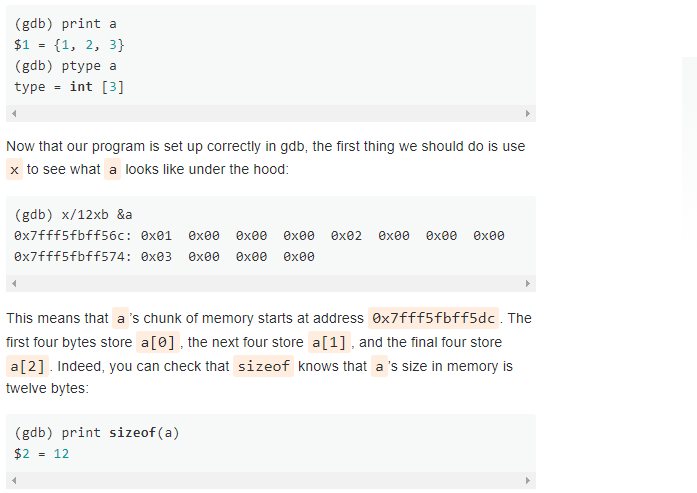 (gdb) print a
$1 = {1, 2, 3}
(gdb) ptype a
type = int [3]
Now that our program is set up correctly in gdb, the first thing we should do is use
x to see what a looks like under the hood:
(gdb) x/12xb &a
0x7fff5fbff56c: 0x01 0x00 0x00 0x00 0x02 0x00 0x00 0x00
0x7fff5fbff574: 0x03 0x00 0x00 0x00
This means that a's chunk of memory starts at address 0x7fff5fbff5dc. The
first four bytes store a[0], the next four store a[1], and the final four store
a[2]. Indeed, you can check that sizeof knows that a's size in memory is
twelve bytes:
(gdb) print sizeof(a)
$2 = 12